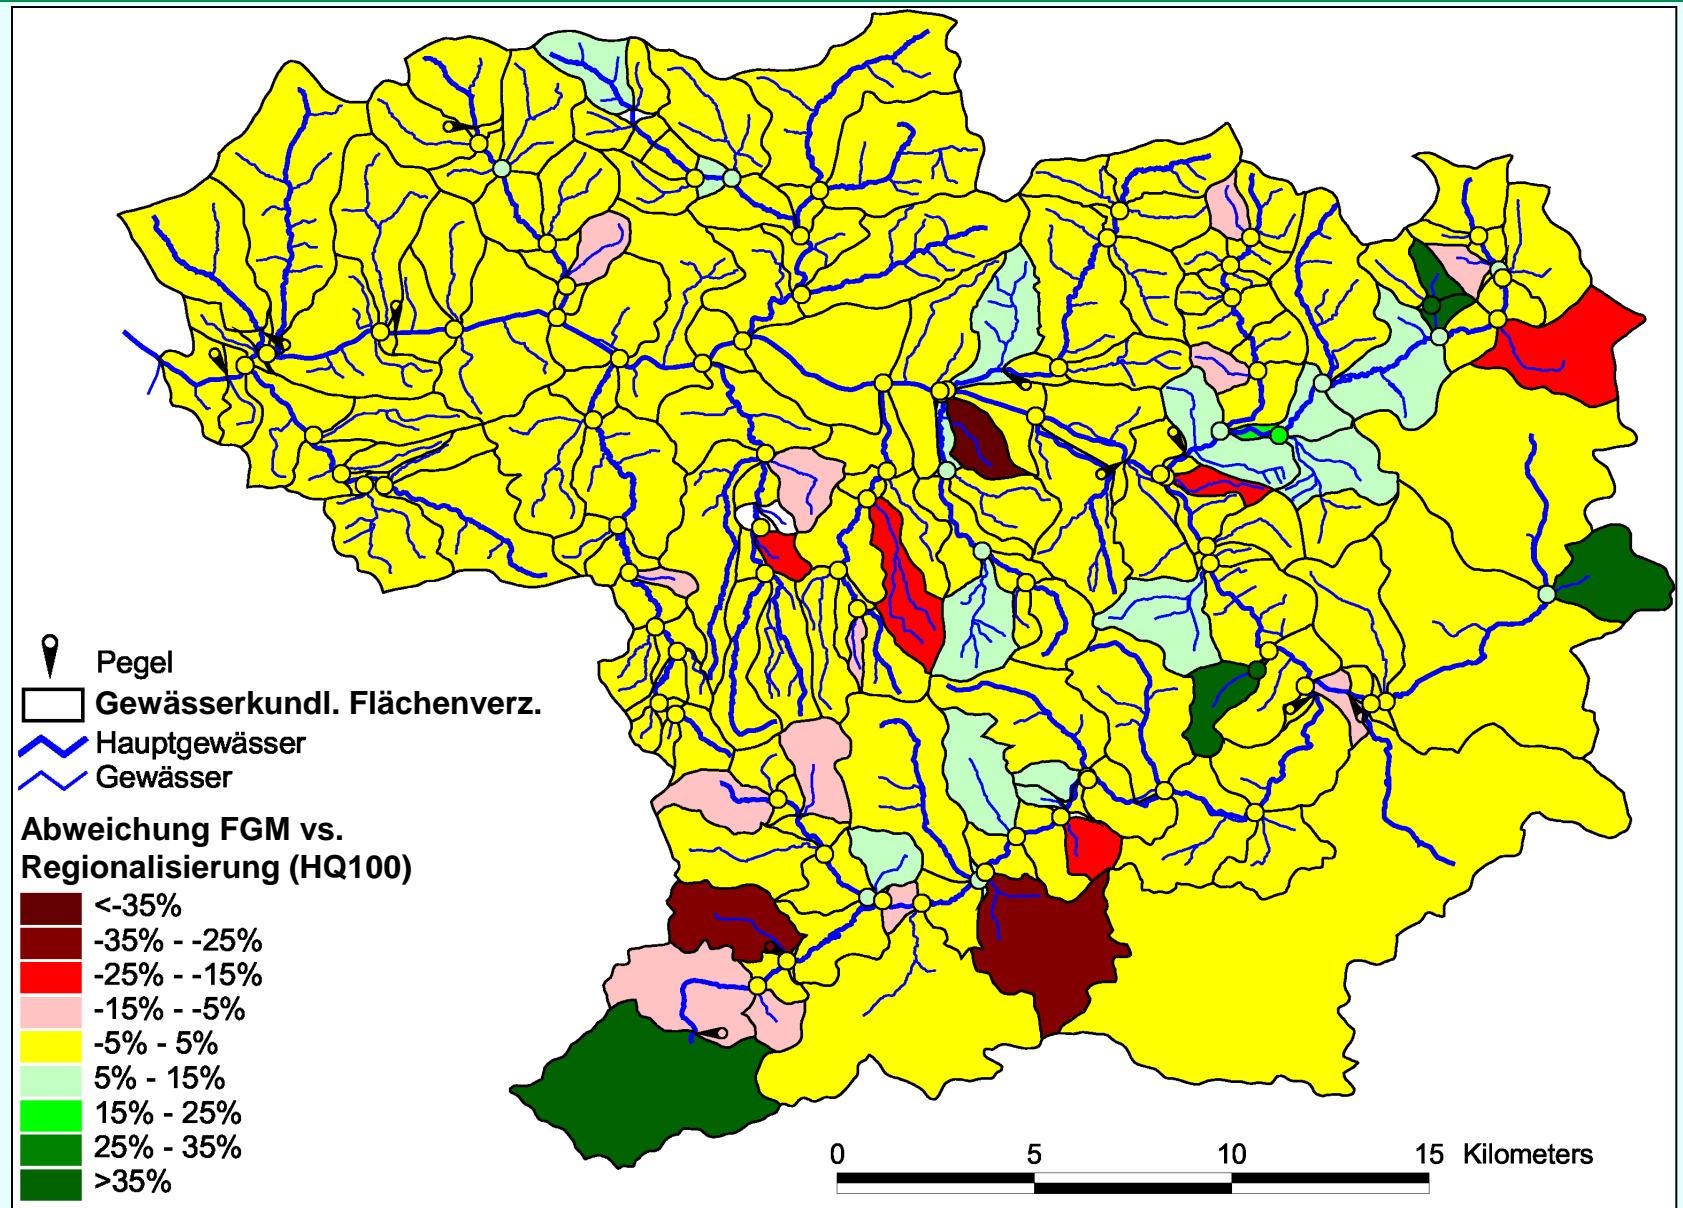 Pegel
Gewässerkundl. Flächenverz.
Hauptgewässer
Gewässer
Abweichung FGM vs.
Regionalisierung (HQ100)
<-35%
-35% - -25%
-25% - -15%
-15% - -5%
-5% - 5%
5% - 15%
15% - 25%
25% - 35%
>35%
0 5 10 15 Kilometers